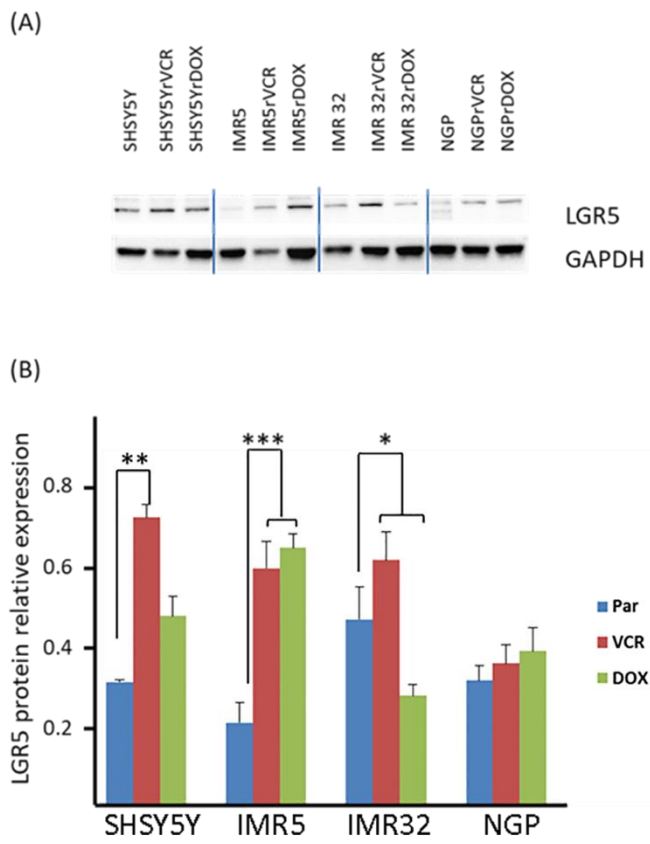 (A)
SHSY5Y
SHSY5YrVCR
SHSY5YrDOX
IMR5
IMR5rVCR
IMR5rDOX
IMR 32
IMR 32rVCR
IMR 32rDOX
NGP
NGPrVCR
NGPrDOX
LGR5
GAPDH
(B)
LGR5 protein relative expression
0.8
0.6
0.4
0.2
**
***
*
Par
VCR
DOX
SHSY5Y IMR5 IMR32 NGP